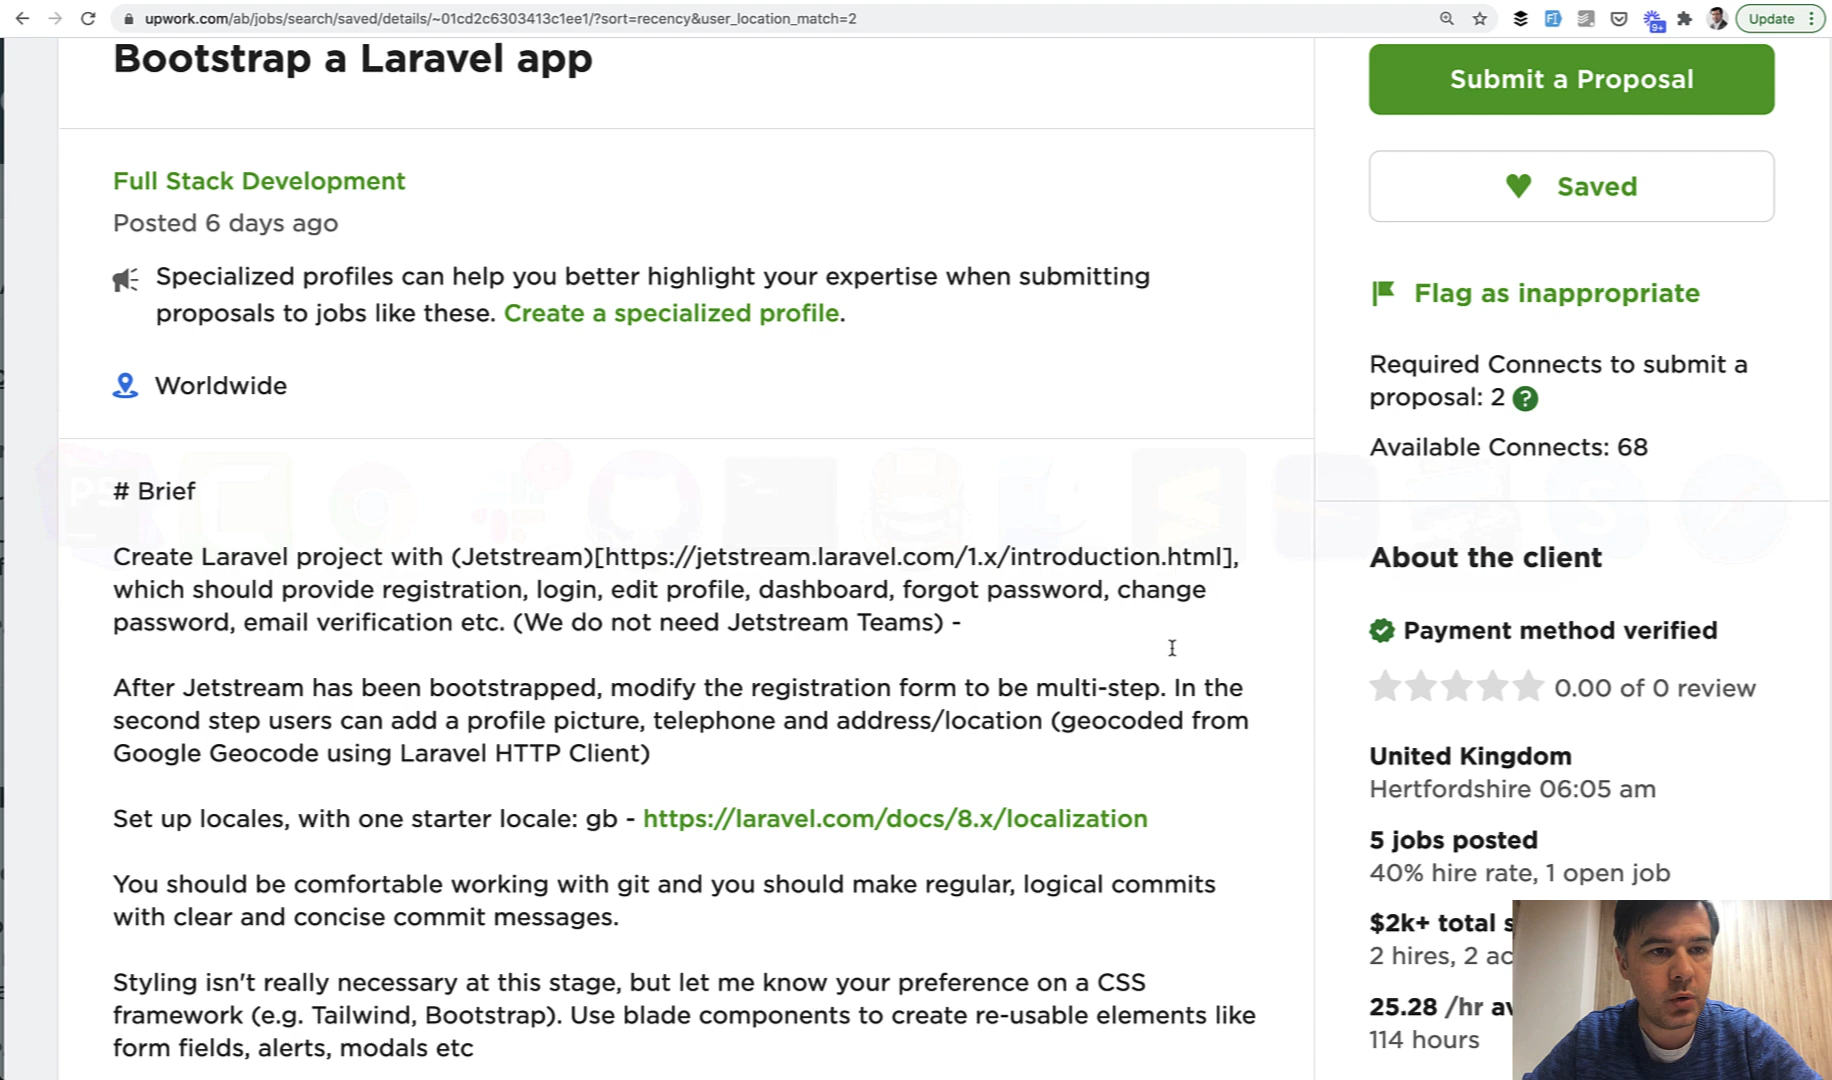 upwork.com/ab/jobs/search/saved/details/~01cd2c6303413c1ee1/?sort=recency&user_location_match=2
9+
Update
Bootstrap a Laravel app
Full Stack Development
Posted 6 days ago
Specialized profiles can help you better highlight your expertise when submitting
proposals to jobs like these. Create a specialized profile.
Worldwide
# Brief
Create Laravel project with (Jetstream)[https://jetstream.laravel.com/1.x/introduction.html],
which should provide registration, login, edit profile, dashboard, forgot password, change
password, email verification etc. (We do not need Jetstream Teams) -
After Jetstream has been bootstrapped, modify the registration form to be multi-step. In the
second step users can add a profile picture, telephone and address/location (geocoded from
Google Geocode using Laravel HTTP Client)
Set up locales, with one starter locale: gb - https://laravel.com/docs/8.x/localization
You should be comfortable working with git and you should make regular, logical commits
with clear and concise commit messages.
Styling isn't really necessary at this stage, but let me know your preference on a CSS
framework (e.g. Tailwind, Bootstrap). Use blade components to create re-usable elements like
form fields, alerts, modals etc
Submit a Proposal
Saved
Flag as inappropriate
Required Connects to submit a
proposal: 2 ?
Available Connects: 68
About the client
Payment method verified
0.00 of 0 review
United Kingdom
Hertfordshire 06:05 am
5 jobs posted
40% hire rate, 1 open job
$2k+ total
2 hires, 2
25.28 /hr
114 hours